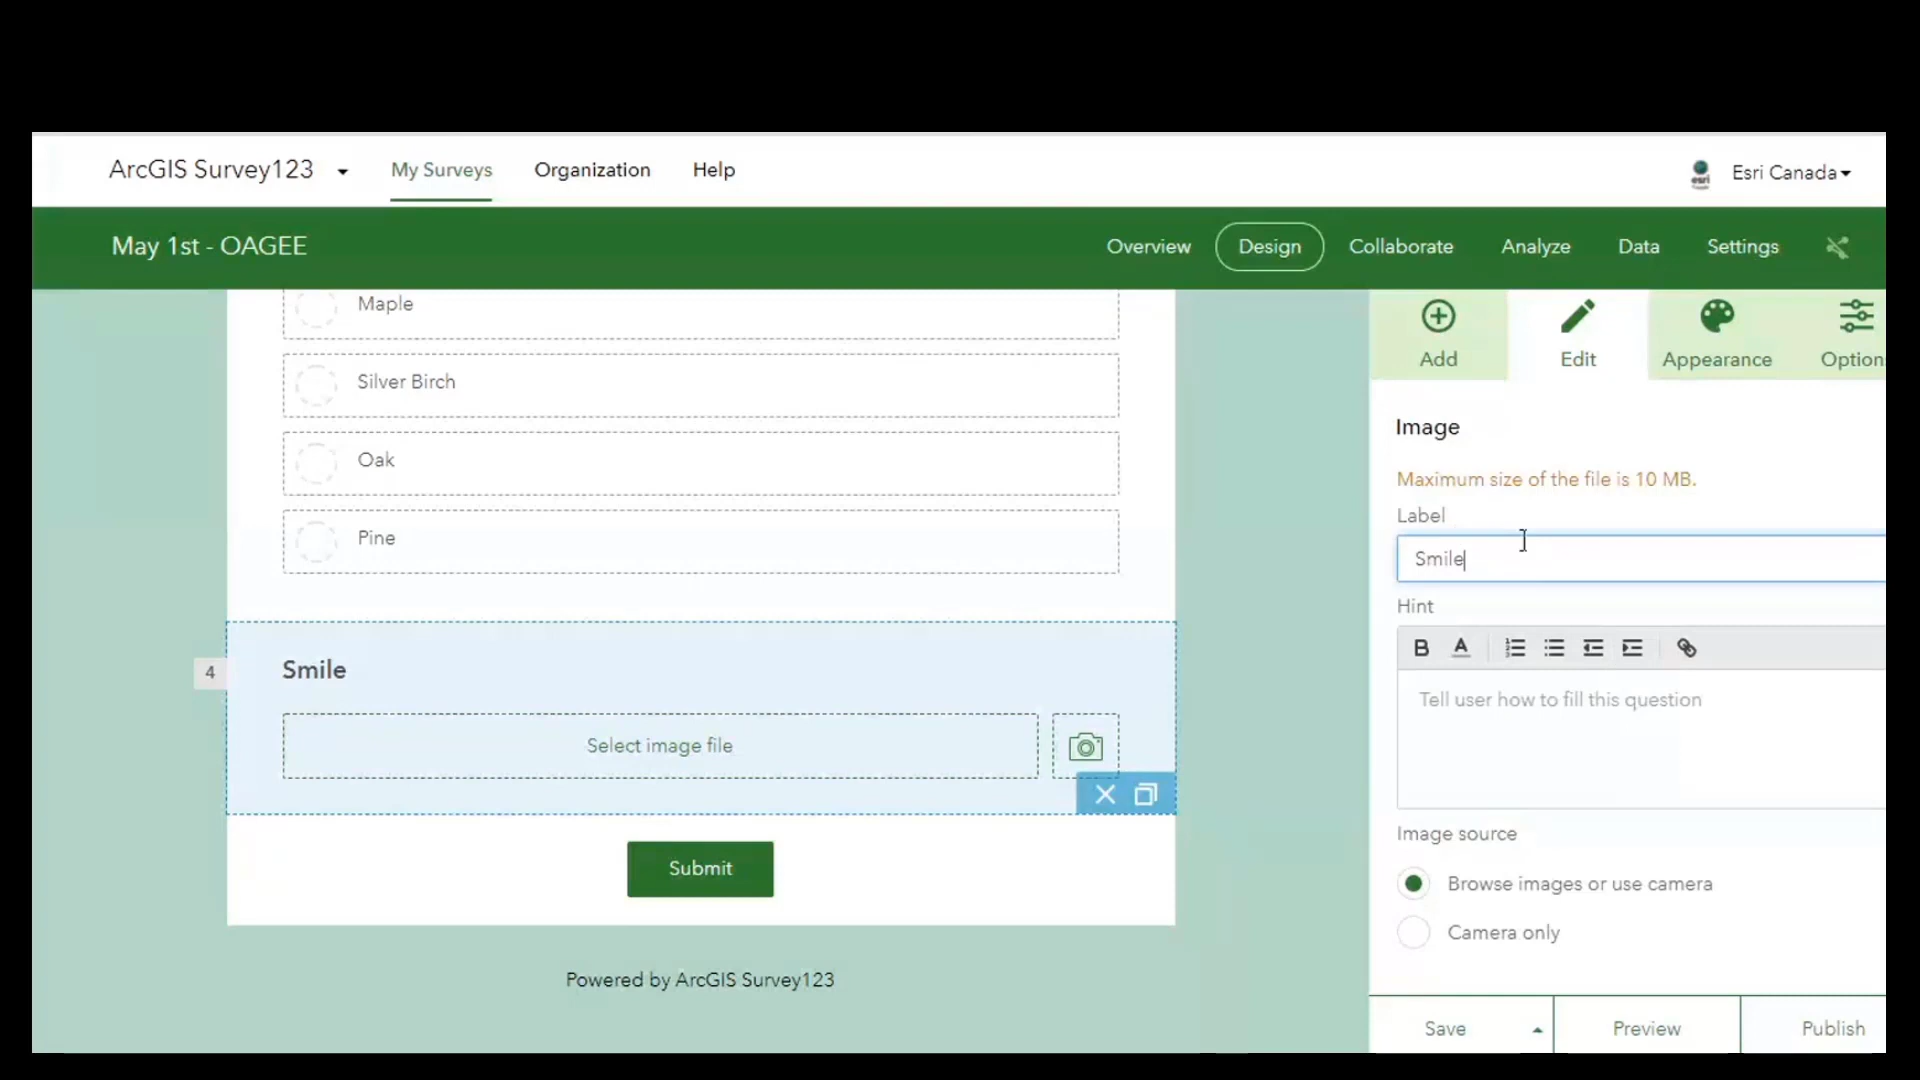 ArcGIS Survey123
My Surveys
Organization
Help
esri
Esri Canada
May 1st - OAGEE
Overview
Design
Collaborate
Analyze
Data
Settings
Maple
Silver Birch
Oak
Pine
4
Smile
Select image file
Submit
Powered by ArcGIS Survey123
Add
Edit
Appearance
Option
Image
Maximum size of the file is 10 MB.
Label
Smile
Hint
B A
Tell user how to fill this question
Image source
Browse images or use camera
Camera only
Save
Preview
Publish